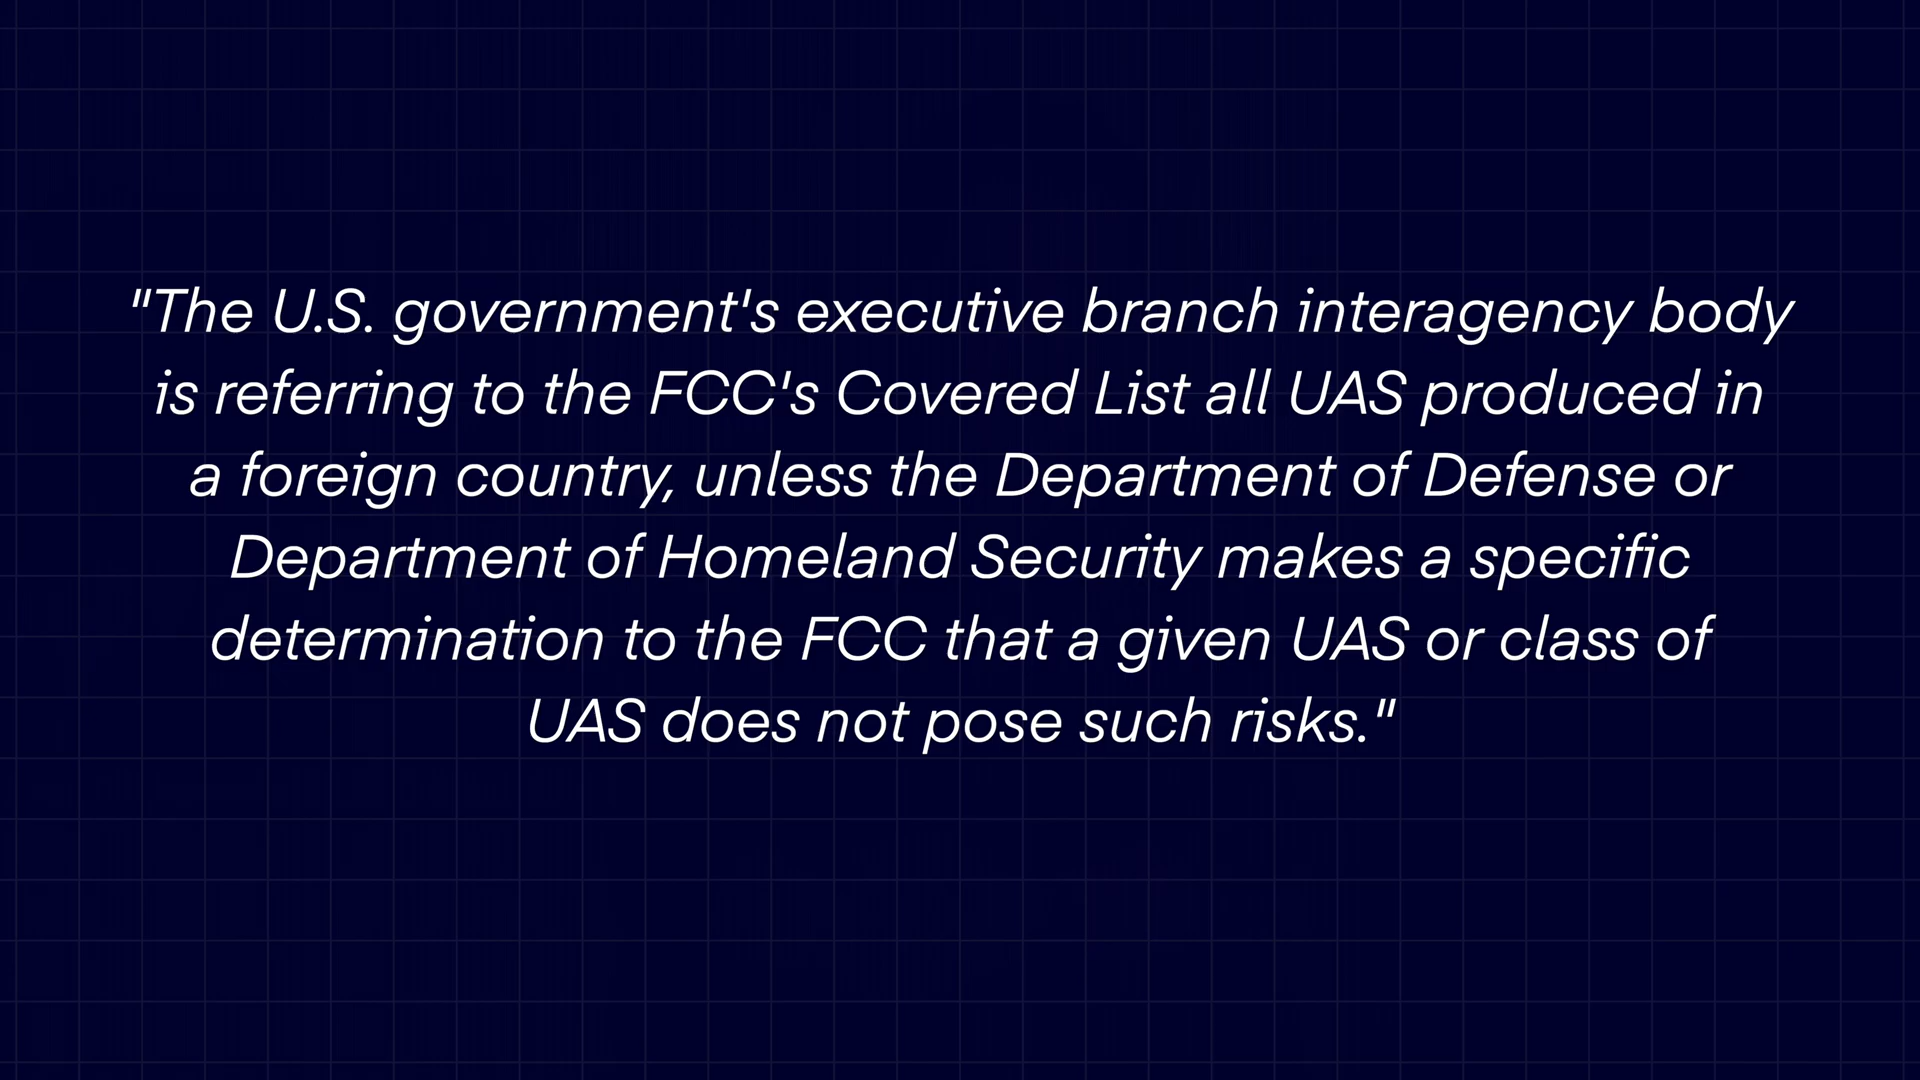 "The U.S. government's executive branch interagency body
is referring to the FCC's Covered List all UAS produced in
a foreign country, unless the Department of Defense or
Department of Homeland Security makes a specific
determination to the FCC that a given UAS or class of
UAS does not pose such risks."